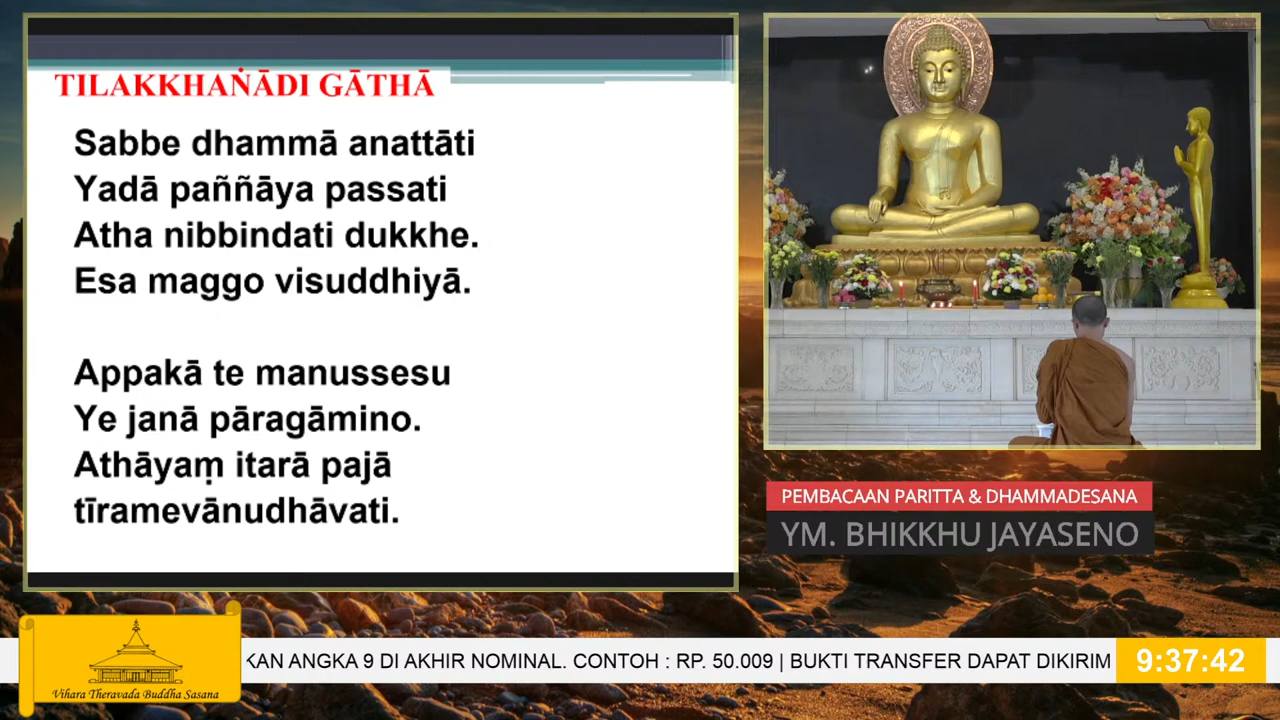 TILAKKHAṄĀDI GĀTHĀ
Sabbe dhammā anattāti
Yadā paññāya passati
Atha nibbindati dukkhe.
Esa maggo visuddhiyā.
Appakā te manussesu
Ye janā pāragāmino.
Athāyaṃ itarā pajā
tīramevānudhāvati.
PEMBACAAN PARITTA & DHAMMADESANA
YM. BHIKKHU JAYASENO
Vihara Theravada Buddha Sasana
KAN ANGKA 9 DI AKHIR NOMINAL. CONTOH : RP. 50.009 | BUKTI TRANSFER DAPAT DIKIRIM
9:37:42